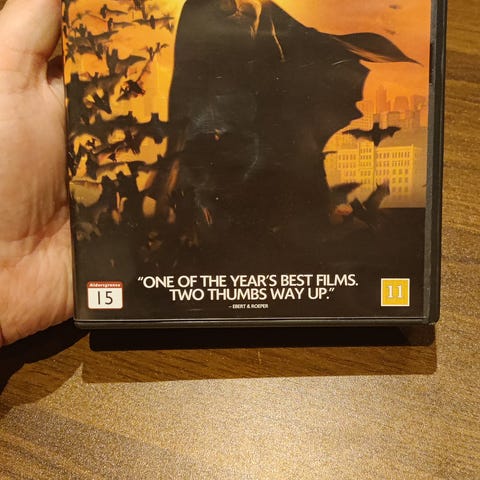 Aldersgrense
15
"ONE OF THE YEAR'S BEST FILMS.
TWO THUMBS WAY UP."
– EBERT & ROEPER
11